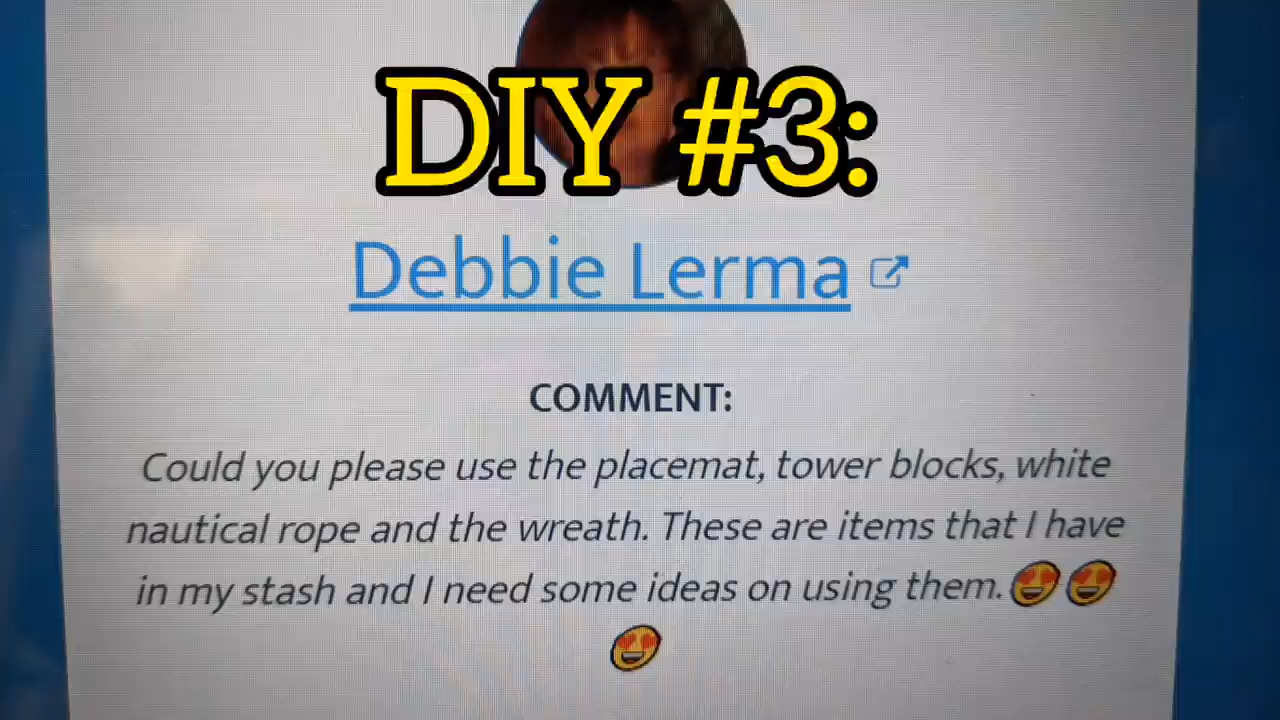 DIY #3:
Debbie Lerma
COMMENT:
Could you please use the placemat, tower blocks, white
nautical rope and the wreath. These are items that I have
in my stash and I need some ideas on using them.😍😍
😍